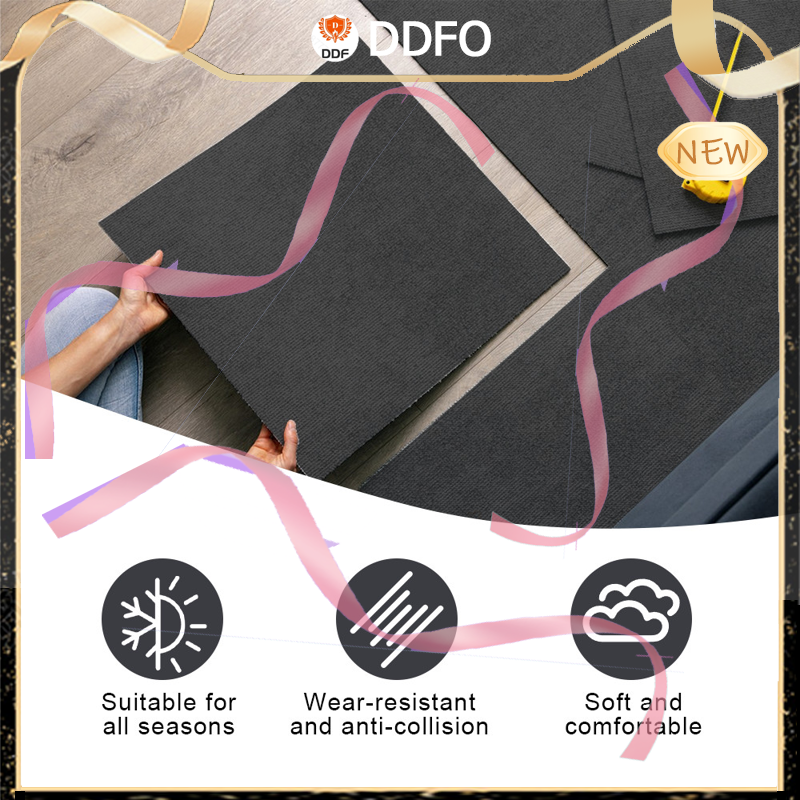 DDFO
D
DDF
NEW
Suitable for
all seasons
Wear-resistant
and anti-collision
Soft and
comfortable